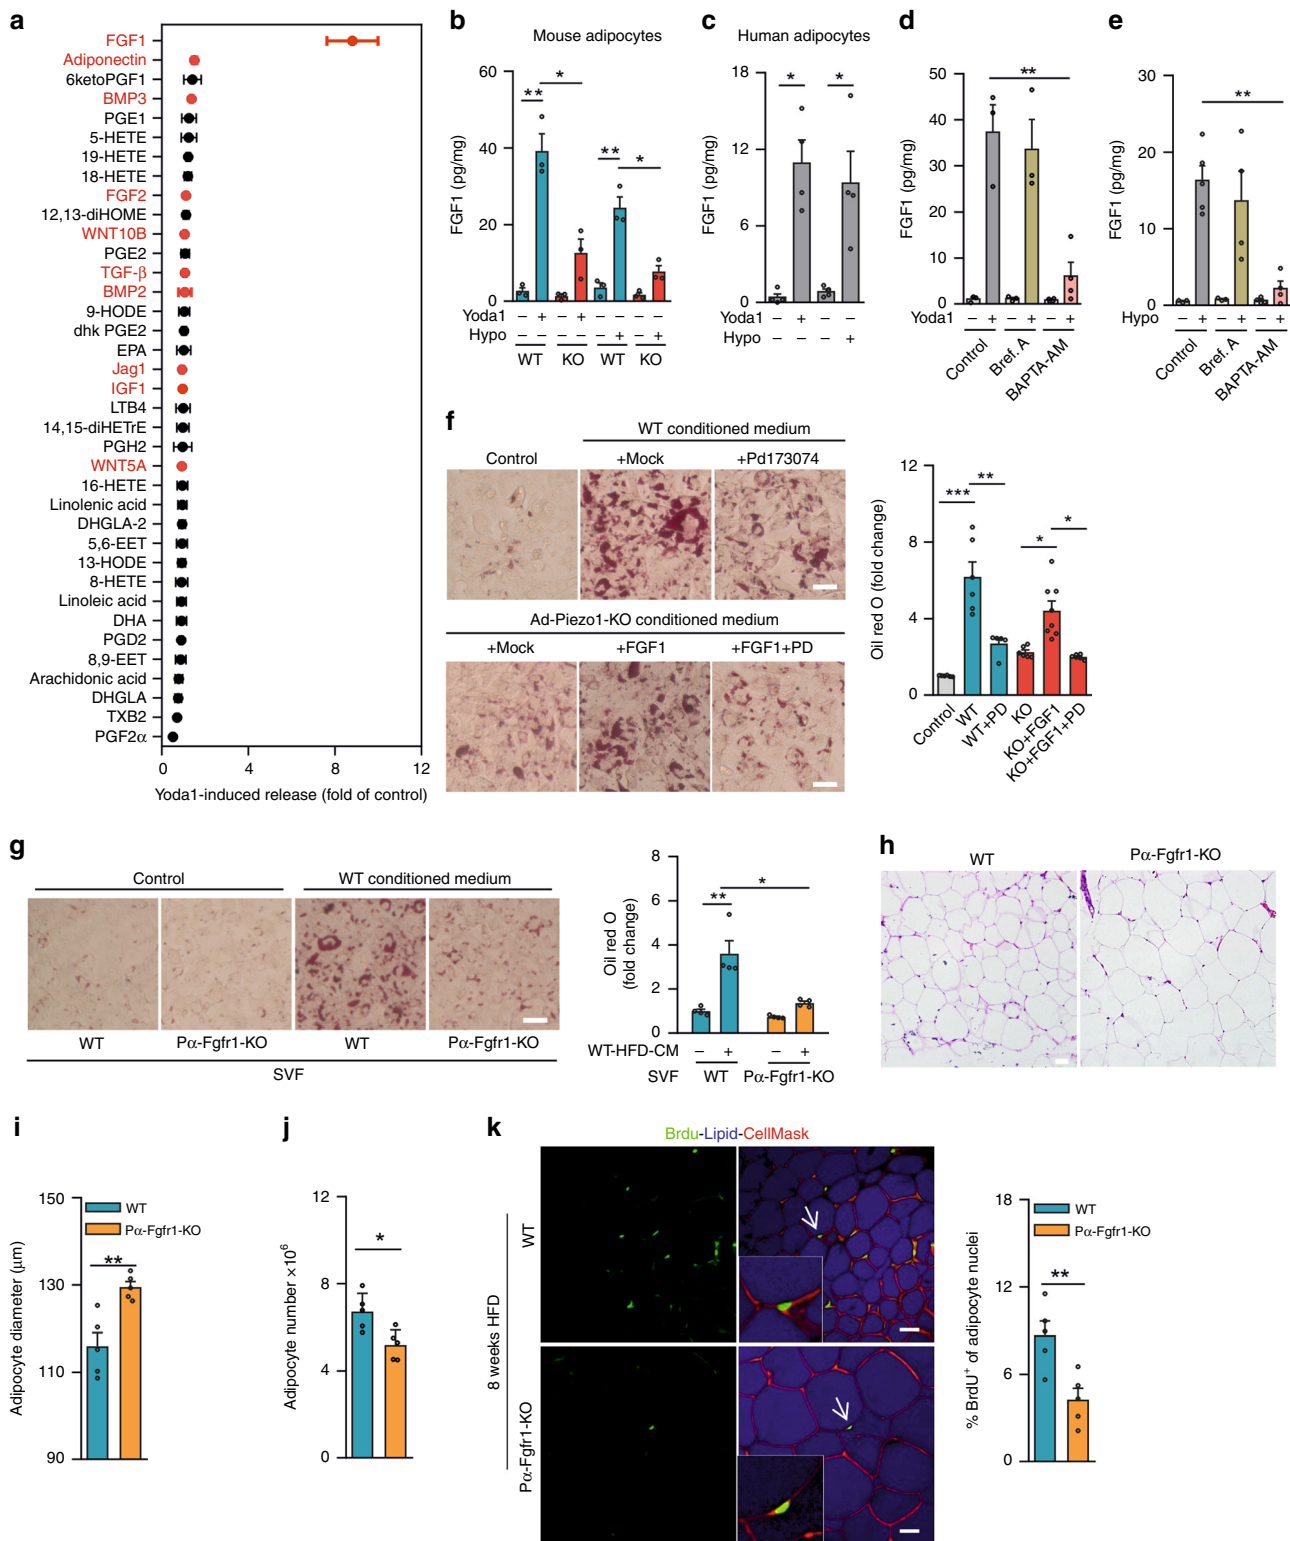 a
FGF1
Adiponectin
6ketoPGF1
BMP3
PGE1
5-HETE
19-HETE
18-HETE
FGF2
12,13-diHOME
WNT10B
PGE2
TGF-β
BMP2
9-HODE
dhk PGE2
EPA
Jag1
IGF1
LTB4
14,15-diHETrE
PGH2
WNT5A
16-HETE
Linolenic acid
DHGLA-2
5,6-EET
13-HODE
8-HETE
Linoleic acid
DHA
PGD2
8,9-EET
Arachidonic acid
DHGLA
TXB2
PGF2α
0 4 8 12
Yoda1-induced release (fold of control)
b
Mouse adipocytes
FGF1 (pg/mg)
60
40
20
0
** * ** *
Yoda1 – + – +
Hypo – + – +
WT KO WT KO
c
Human adipocytes
FGF1 (pg/mg)
18
12
6
0
* *
Yoda1 – +
Hypo – +
d
FGF1 (pg/mg)
50
40
30
20
10
0
**
Yoda1 – + – + – +
Control Bref. A BAPTA-AM
e
FGF1 (pg/mg)
30
20
10
0
**
Hypo – + – + – +
Control Bref. A BAPTA-AM
f
WT conditioned medium
Control +Mock +Pd173074
Ad-Piezo1-KO conditioned medium
+Mock +FGF1 +FGF1+PD
Oil red O (fold change)
12
8
4
0
*** ** * *
Control WT WT+PD KO KO+FGF1 KO+FGF1+PD
g
Control WT conditioned medium
WT Pα-Fgfr1-KO WT Pα-Fgfr1-KO
SVF
Oil red O
(fold change)
8
6
4
2
0
** *
WT-HFD-CM – + – +
SVF WT Pα-Fgfr1-KO
h
WT Pα-Fgfr1-KO
i
Adipocyte diameter (μm)
150
130
110
90
WT
Pα-Fgfr1-KO
**
j
Adipocyte number ×10⁶
12
8
4
0
*
k
Brdu-Lipid-CellMask
8 weeks HFD
WT
Pα-Fgfr1-KO
% BrdU⁺ of adipocyte nuclei
18
12
6
0
WT
Pα-Fgfr1-KO
**